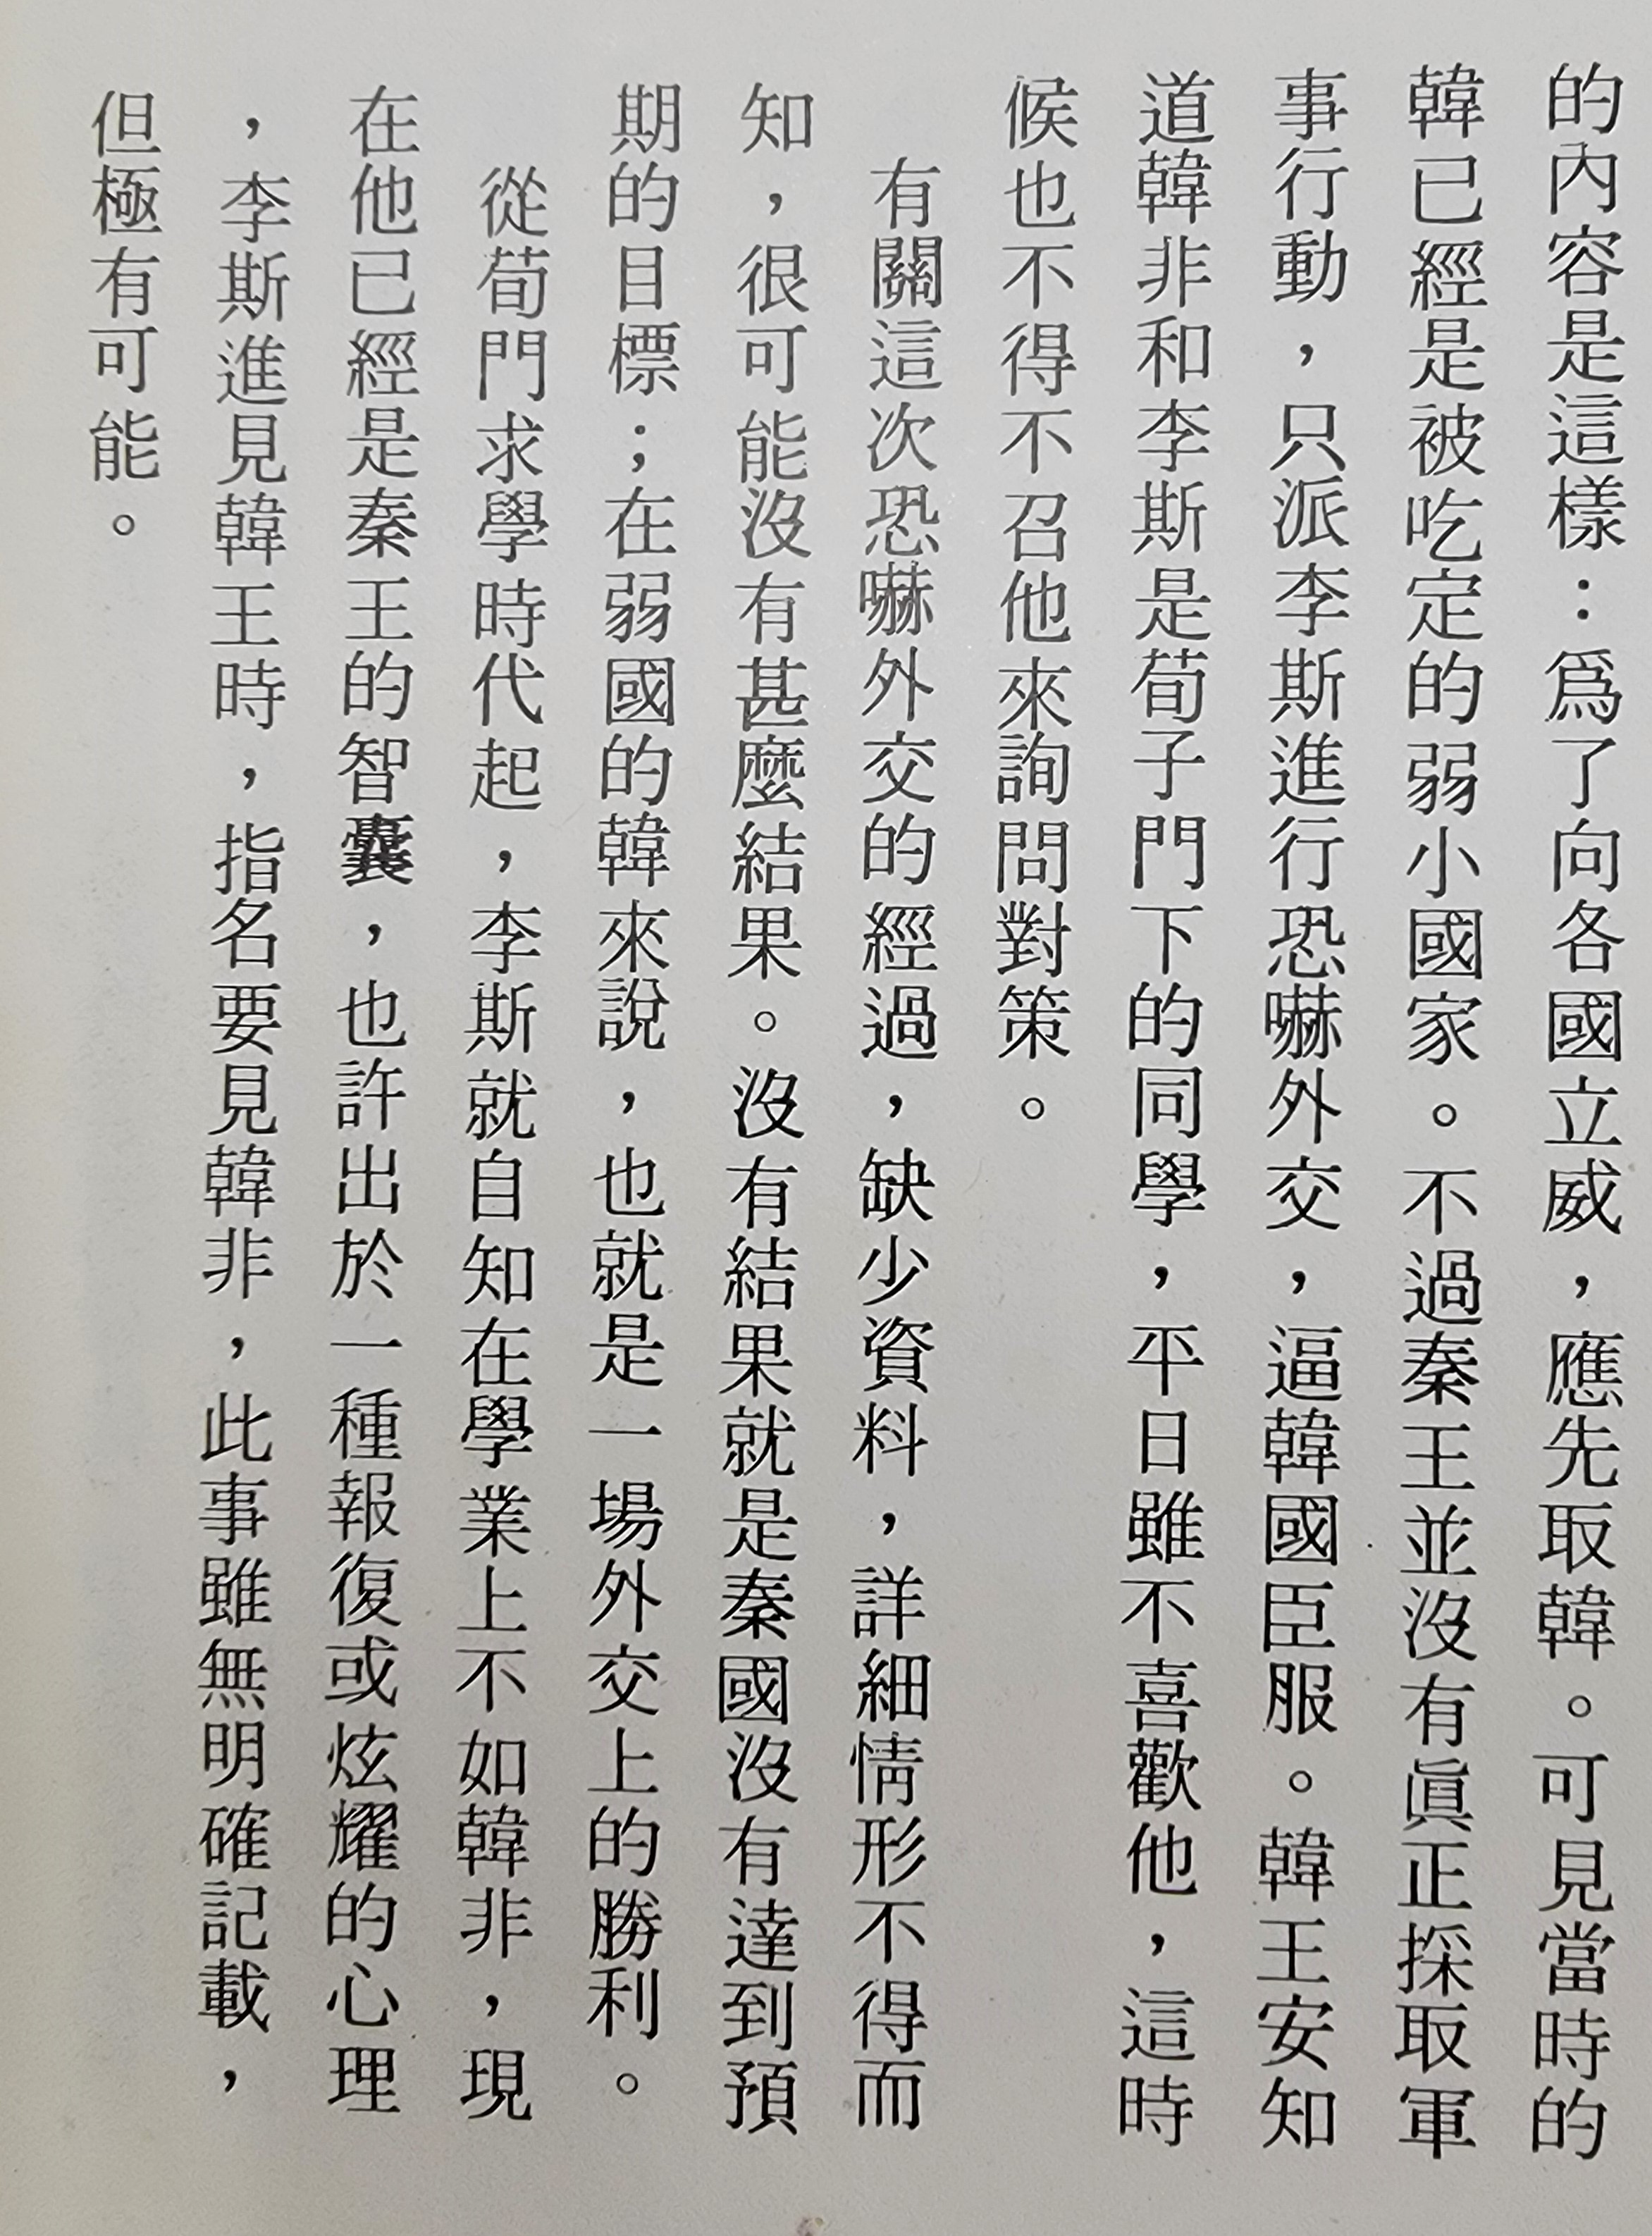 的內容是這樣：爲了向各國立威，應先取韓。可見當時的
韓已經是被吃定的弱小國家。不過秦王並沒有眞正採取軍
事行動，只派李斯進行恐嚇外交，逼韓國臣服。韓王安知
道韓非和李斯是荀子門下的同學，平日雖不喜歡他，這時
候也不得不召他來詢問對策。
有關這次恐嚇外交的經過，缺少資料，詳細情形不得而
知，很可能沒有甚麼結果。沒有結果就是秦國沒有達到預
期的目標；在弱國的韓來說，也就是一場外交上的勝利。
從荀門求學時代起，李斯就自知在學業上不如韓非，現
在他已經是秦王的智囊，也許出於一種報復或炫耀的心理
，李斯進見韓王時，指名要見韓非，此事雖無明確記載，
但極有可能。